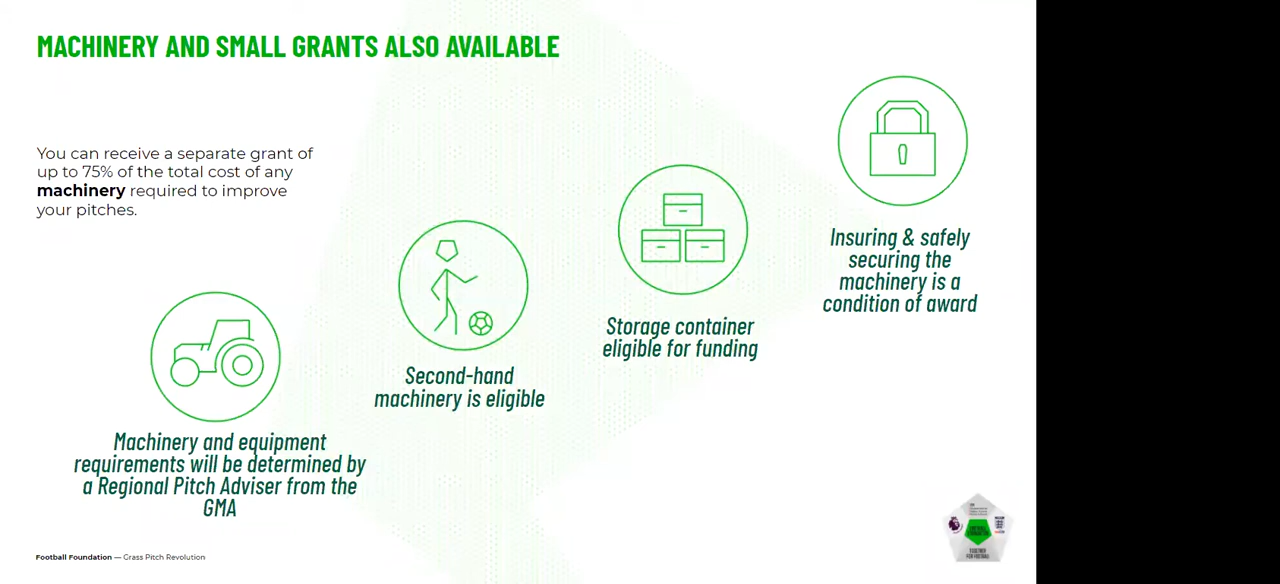 MACHINERY AND SMALL GRANTS ALSO AVAILABLE
You can receive a separate grant of
up to 75% of the total cost of any
machinery required to improve
your pitches.
Machinery and equipment
requirements will be determined by
a Regional Pitch Adviser from the
GMA
Second-hand
machinery is eligible
Storage container
eligible for funding
Insuring & safely
securing the
machinery is a
condition of award
Football Foundation — Grass Pitch Revolution
TOGETHER
FOR FOOTBALL